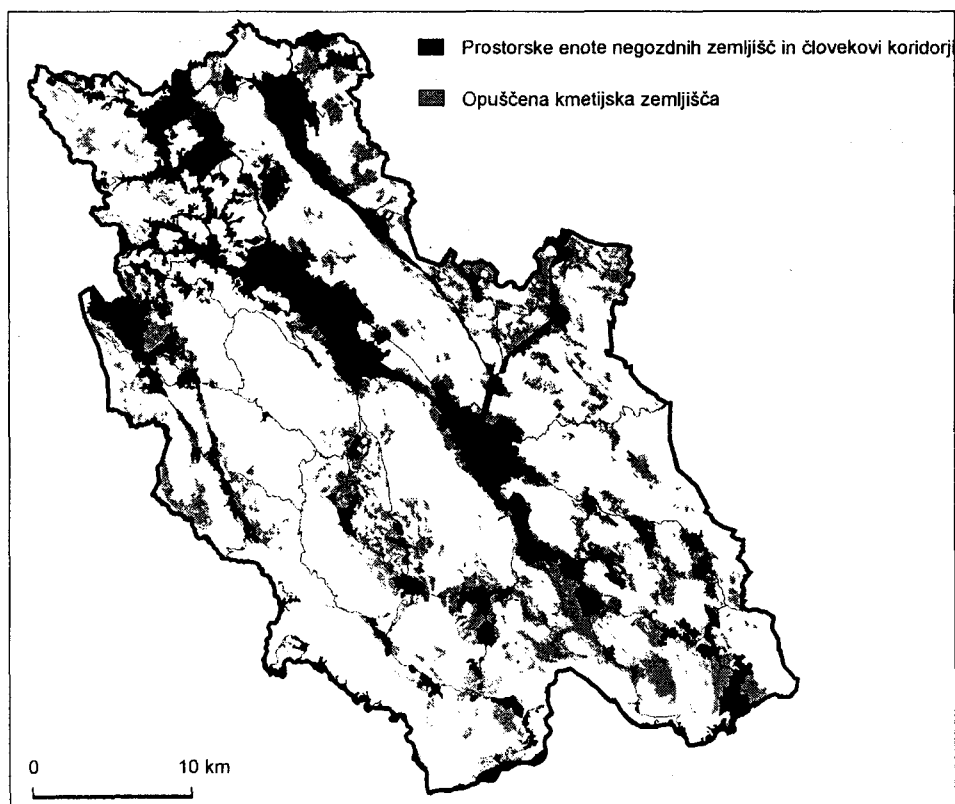 Prostorske enote negozdnih zemljišč in človekovi koridorji
Opuščena kmetijska zemljišča
0 10 km